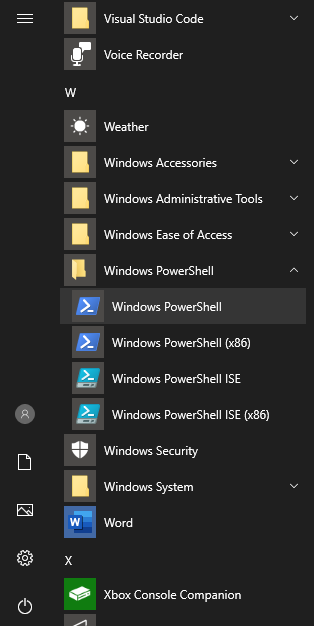 Visual Studio Code
Voice Recorder
W
Weather
Windows Accessories
Windows Administrative Tools
Windows Ease of Access
Windows PowerShell
Windows PowerShell
Windows PowerShell (x86)
Windows PowerShell ISE
Windows PowerShell ISE (x86)
Windows Security
Windows System
Word
X
Xbox Console Companion